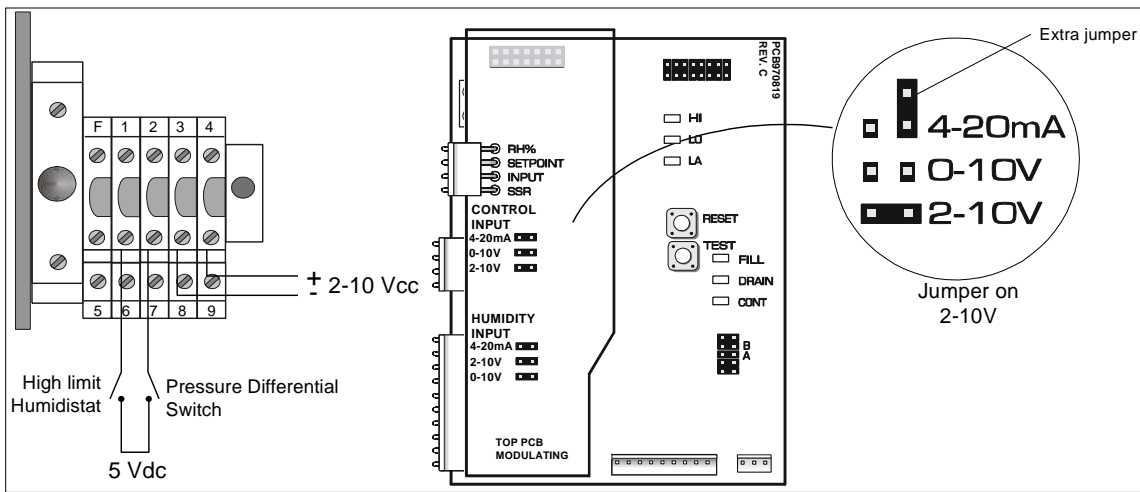 F 1 2 3 4
5 6 7 8 9
+ 2-10 Vcc
-
High limit
Humidistat
Pressure Differential
Switch
5 Vdc
PCB970819
REV. C
HI
LO
LA
RH%
SETPOINT
INPUT
SSR
CONTROL
INPUT
4-20mA
0-10V
2-10V
RESET
TEST
FILL
DRAIN
CONT
HUMIDITY
INPUT
4-20mA
2-10V
0-10V
B
A
TOP PCB
MODULATING
Extra jumper
4-20mA
0-10V
2-10V
Jumper on
2-10V